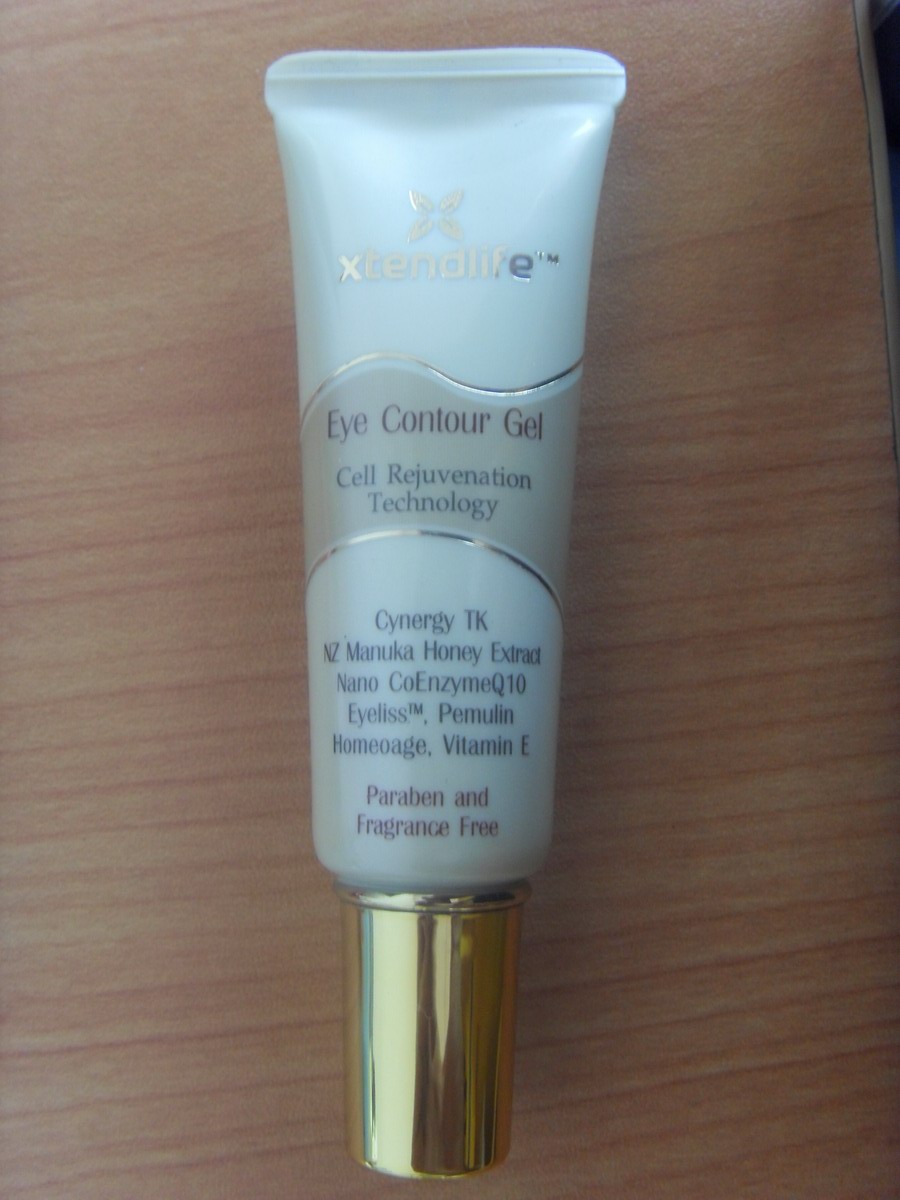 xtendlife™
Eye Contour Gel
Cell Rejuvenation
Technology
Cynergy TK
NZ Manuka Honey Extract
Nano CoEnzymeQ10
Eyeliss™, Pemulin
Homeoage, Vitamin E
Paraben and
Fragrance Free